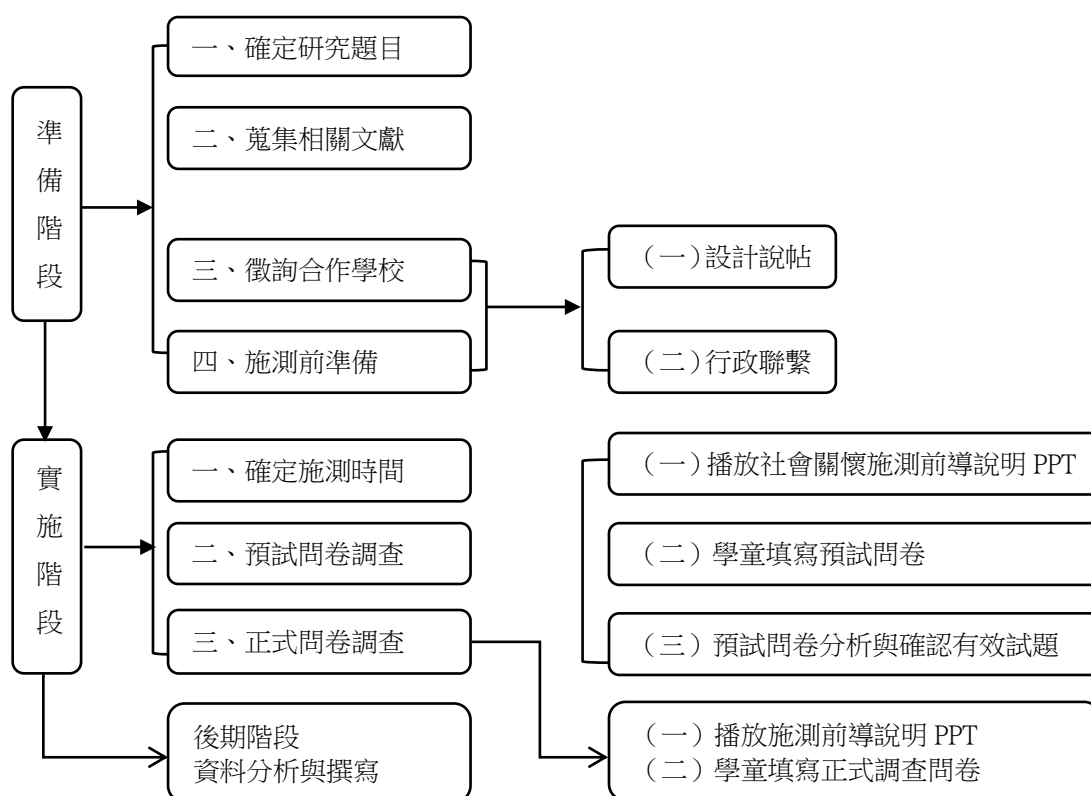 準備階段
一、確定研究題目
二、蒐集相關文獻
三、徵詢合作學校
四、施測前準備
（一）設計說帖
（二）行政聯繫
實施階段
一、確定施測時間
二、預試問卷調查
三、正式問卷調查
（一）播放社會關懷施測前導說明 PPT
（二）學童填寫預試問卷
（三）預試問卷分析與確認有效試題
後期階段
資料分析與撰寫
（一）播放施測前導說明 PPT
（二）學童填寫正式調查問卷